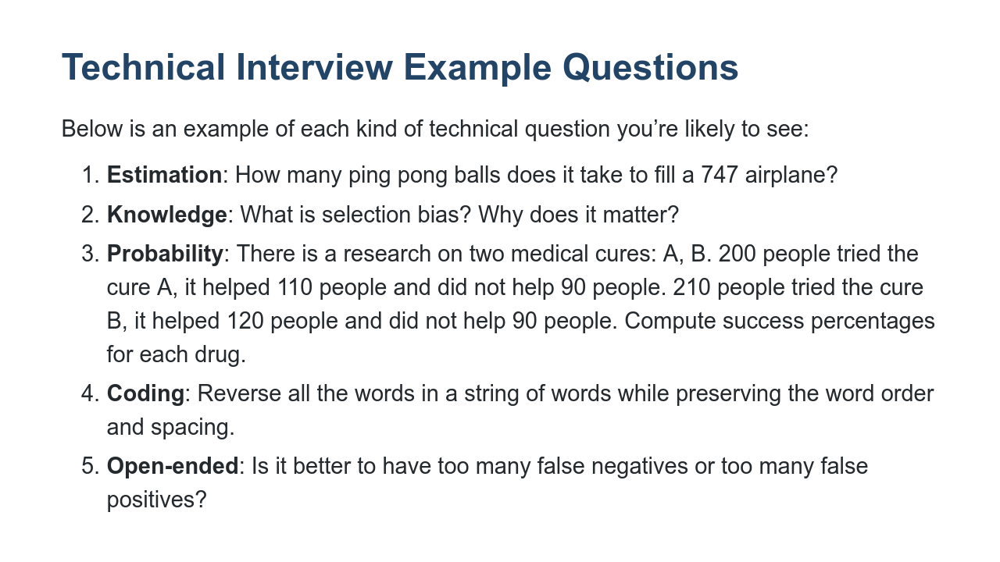 Technical Interview Example Questions
Below is an example of each kind of technical question you’re likely to see:
1. Estimation: How many ping pong balls does it take to fill a 747 airplane?
2. Knowledge: What is selection bias? Why does it matter?
3. Probability: There is a research on two medical cures: A, B. 200 people tried the
cure A, it helped 110 people and did not help 90 people. 210 people tried the cure
B, it helped 120 people and did not help 90 people. Compute success percentages
for each drug.
4. Coding: Reverse all the words in a string of words while preserving the word order
and spacing.
5. Open-ended: Is it better to have too many false negatives or too many false
positives?